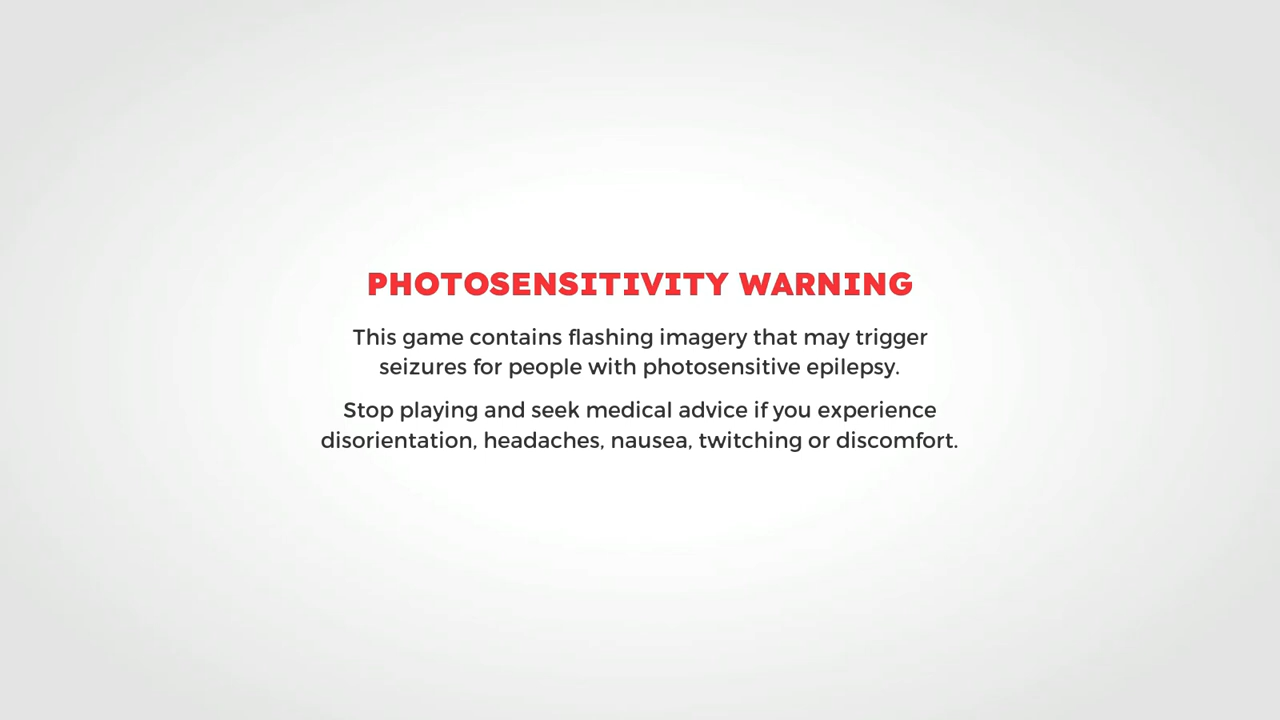 PHOTOSENSITIVITY WARNING
This game contains flashing imagery that may trigger
seizures for people with photosensitive epilepsy.
Stop playing and seek medical advice if you experience
disorientation, headaches, nausea, twitching or discomfort.